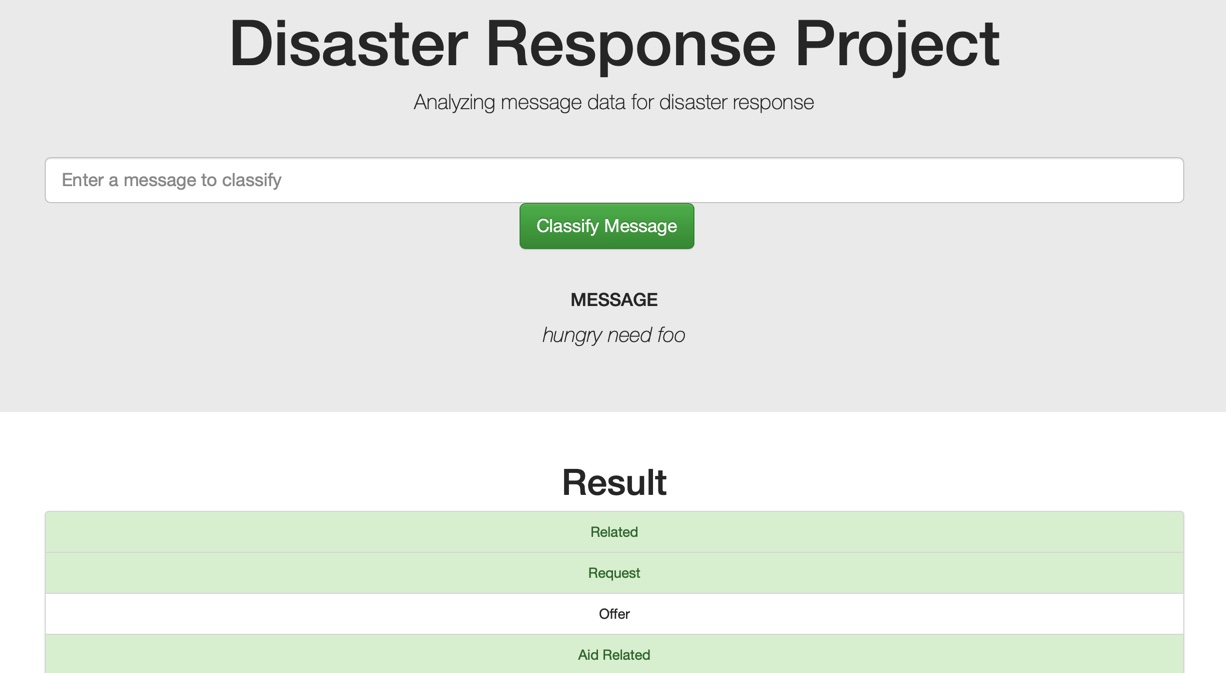 Disaster Response Project
Analyzing message data for disaster response
Enter a message to classify
Classify Message
MESSAGE
hungry need foo
Result
Related
Request
Offer
Aid Related